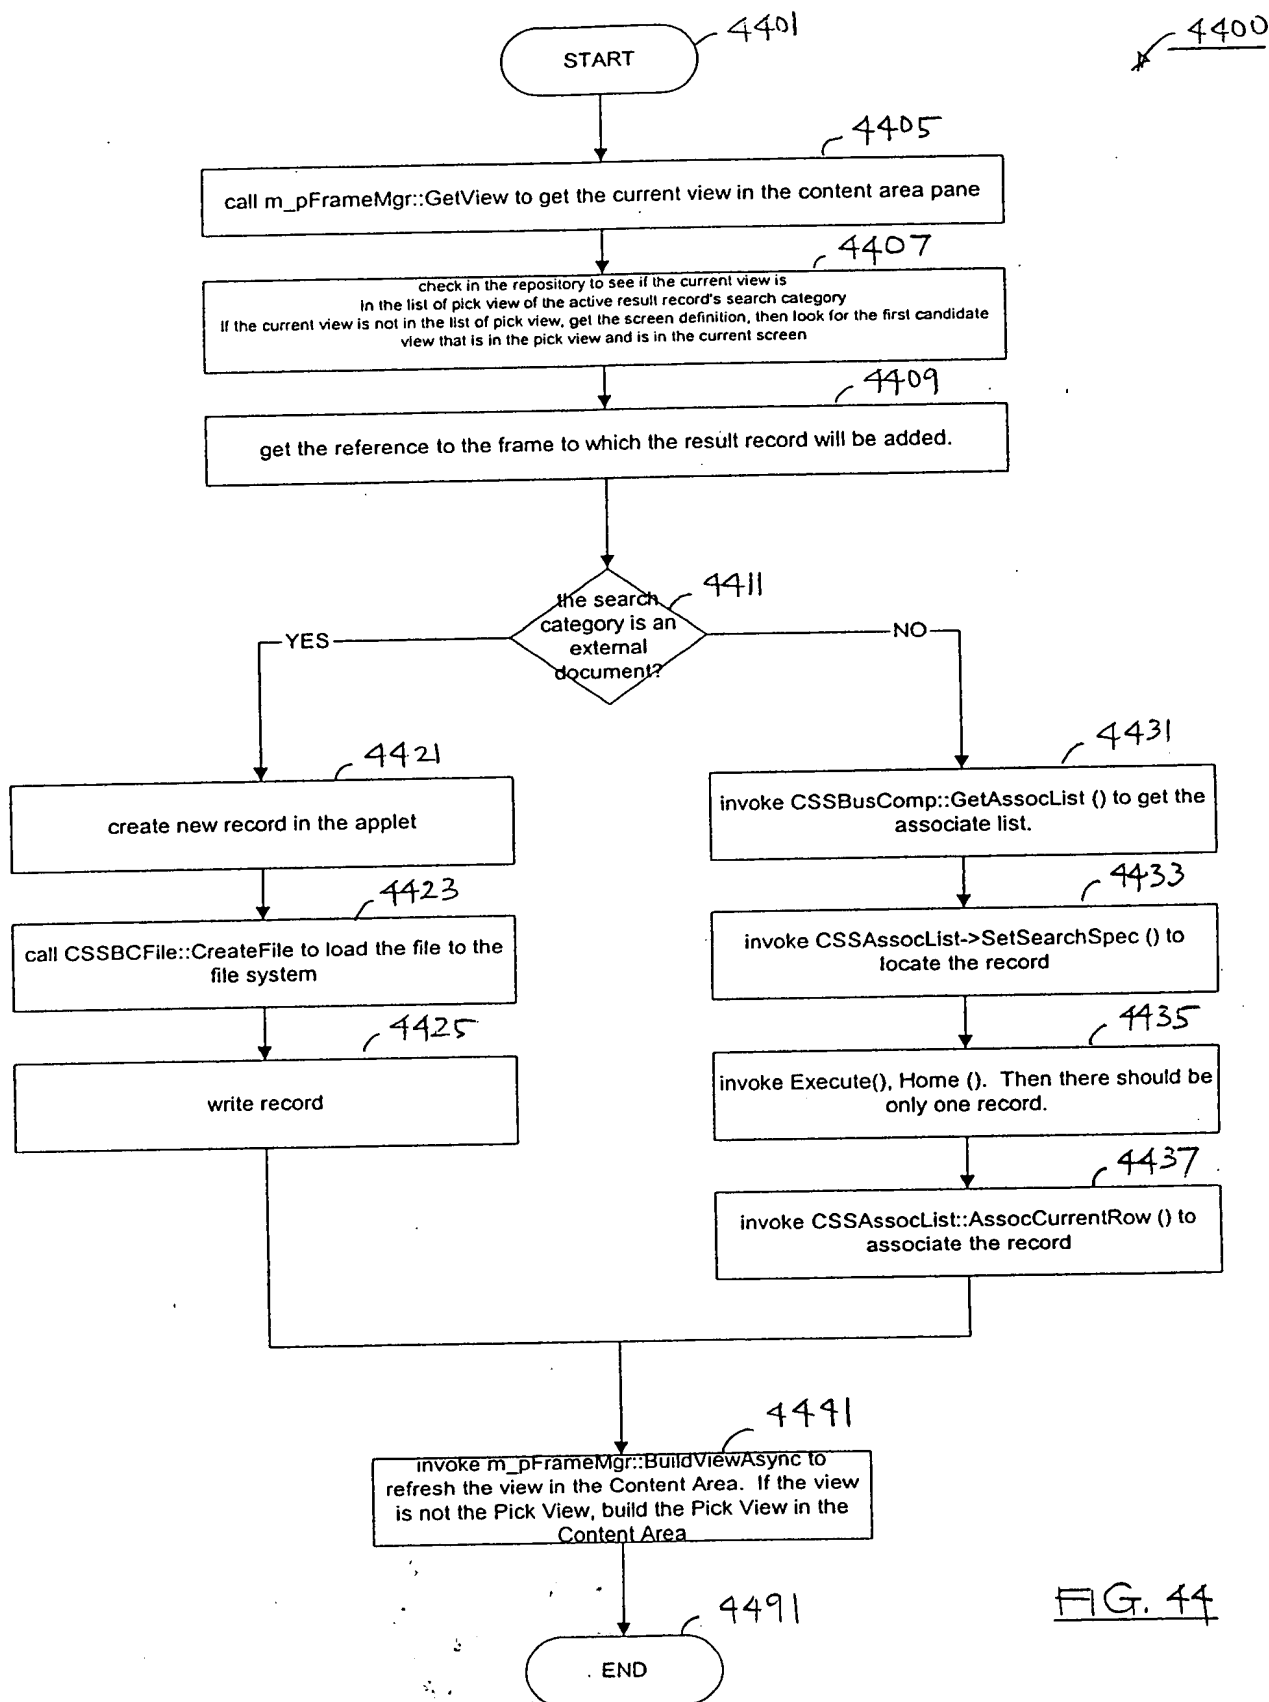 4401
START
4400
4405
call m_pFrameMgr::GetView to get the current view in the content area pane
4407
check in the repository to see if the current view is
in the list of pick view of the active result record's search category
If the current view is not in the list of pick view, get the screen definition, then look for the first candidate
view that is in the pick view and is in the current screen
4409
get the reference to the frame to which the result record will be added.
4411
the search
category is an
external
document?
YES
NO
4421
create new record in the applet
4423
call CSSBCFile::CreateFile to load the file to the
file system
4425
write record
4431
invoke CSSBusComp::GetAssocList () to get the
associate list.
4433
invoke CSSAssocList->SetSearchSpec () to
locate the record
4435
invoke Execute(), Home (). Then there should be
only one record.
4437
invoke CSSAssocList::AssocCurrentRow () to
associate the record
4441
invoke m_pFrameMgr::BuildViewAsync to
refresh the view in the Content Area. If the view
is not the Pick View, build the Pick View in the
Content Area
4491
END
FIG. 44